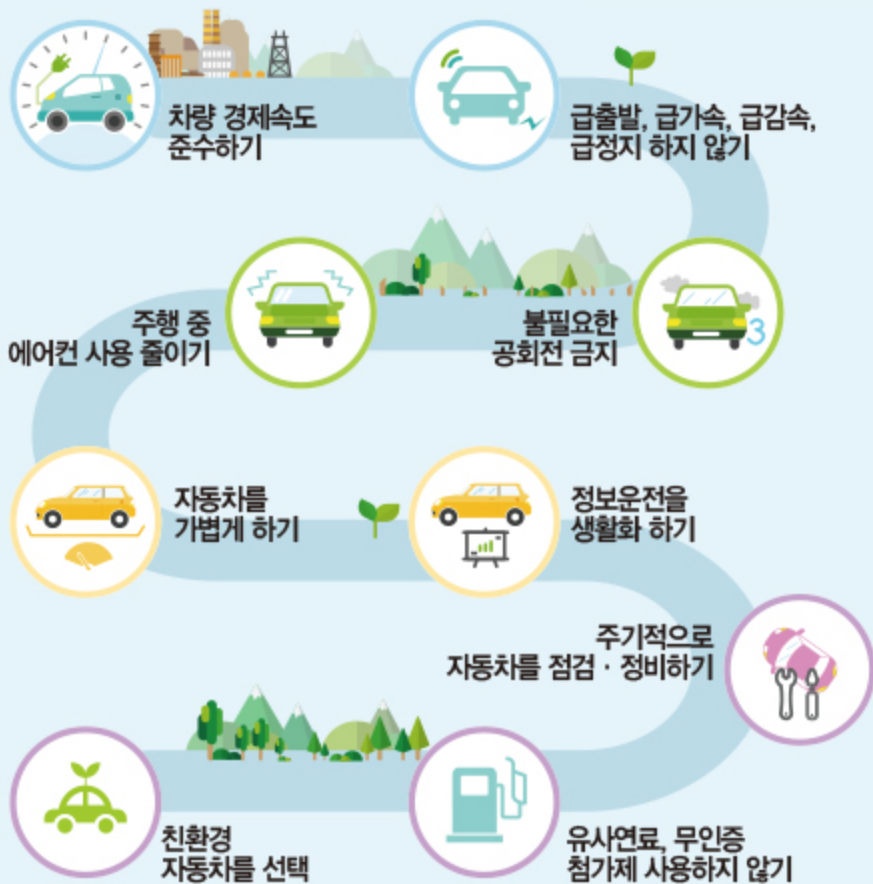 차량 경제속도
준수하기
급출발, 급가속, 급감속,
급정지 하지 않기
불필요한
공회전 금지
3
주행 중
에어컨 사용 줄이기
자동차를
가볍게 하기
정보운전을
생활화 하기
주기적으로
자동차를 점검 · 정비하기
유사연료, 무인증
첨가제 사용하지 않기
친환경
자동차를 선택